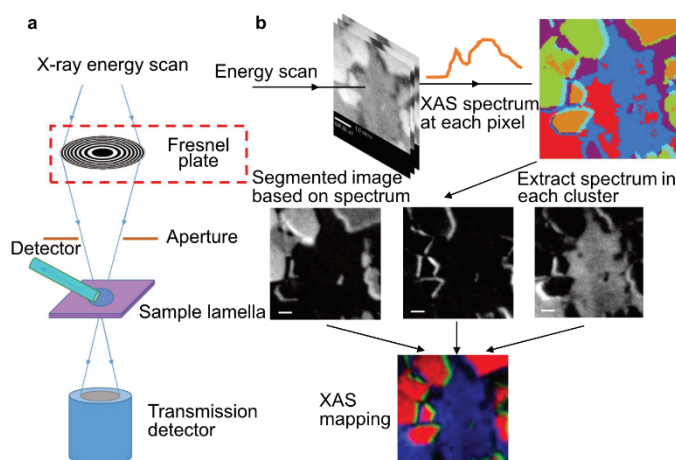 a
X-ray energy scan
Fresnel
plate
Detector
Aperture
Sample lamella
Transmission
detector
b
Energy scan
XAS spectrum
at each pixel
Segmented image
based on spectrum
Extract spectrum in
each cluster
XAS
mapping